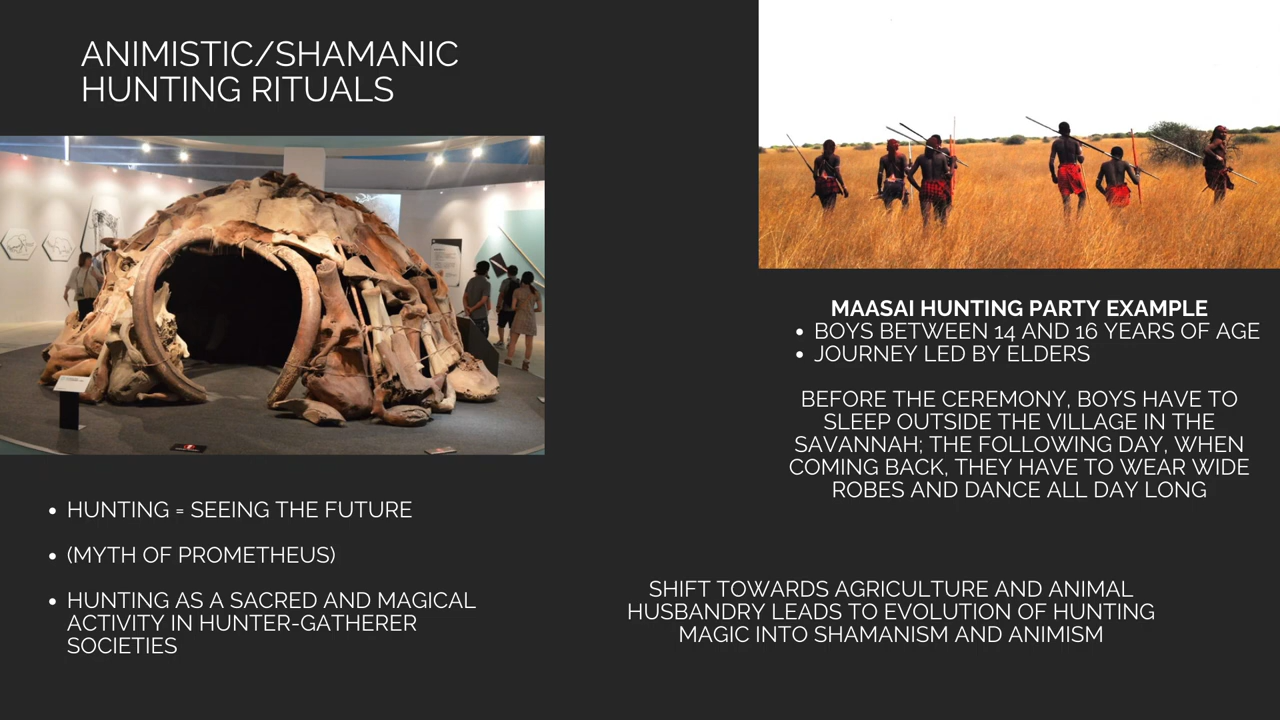 ANIMISTIC/SHAMANIC
HUNTING RITUALS
HUNTING = SEEING THE FUTURE
(MYTH OF PROMETHEUS)
HUNTING AS A SACRED AND MAGICAL
ACTIVITY IN HUNTER-GATHERER
SOCIETIES
MAASAI HUNTING PARTY EXAMPLE
BOYS BETWEEN 14 AND 16 YEARS OF AGE
JOURNEY LED BY ELDERS
BEFORE THE CEREMONY, BOYS HAVE TO
SLEEP OUTSIDE THE VILLAGE IN THE
SAVANNAH; THE FOLLOWING DAY, WHEN
COMING BACK, THEY HAVE TO WEAR WIDE
ROBES AND DANCE ALL DAY LONG
SHIFT TOWARDS AGRICULTURE AND ANIMAL
HUSBANDRY LEADS TO EVOLUTION OF HUNTING
MAGIC INTO SHAMANISM AND ANIMISM